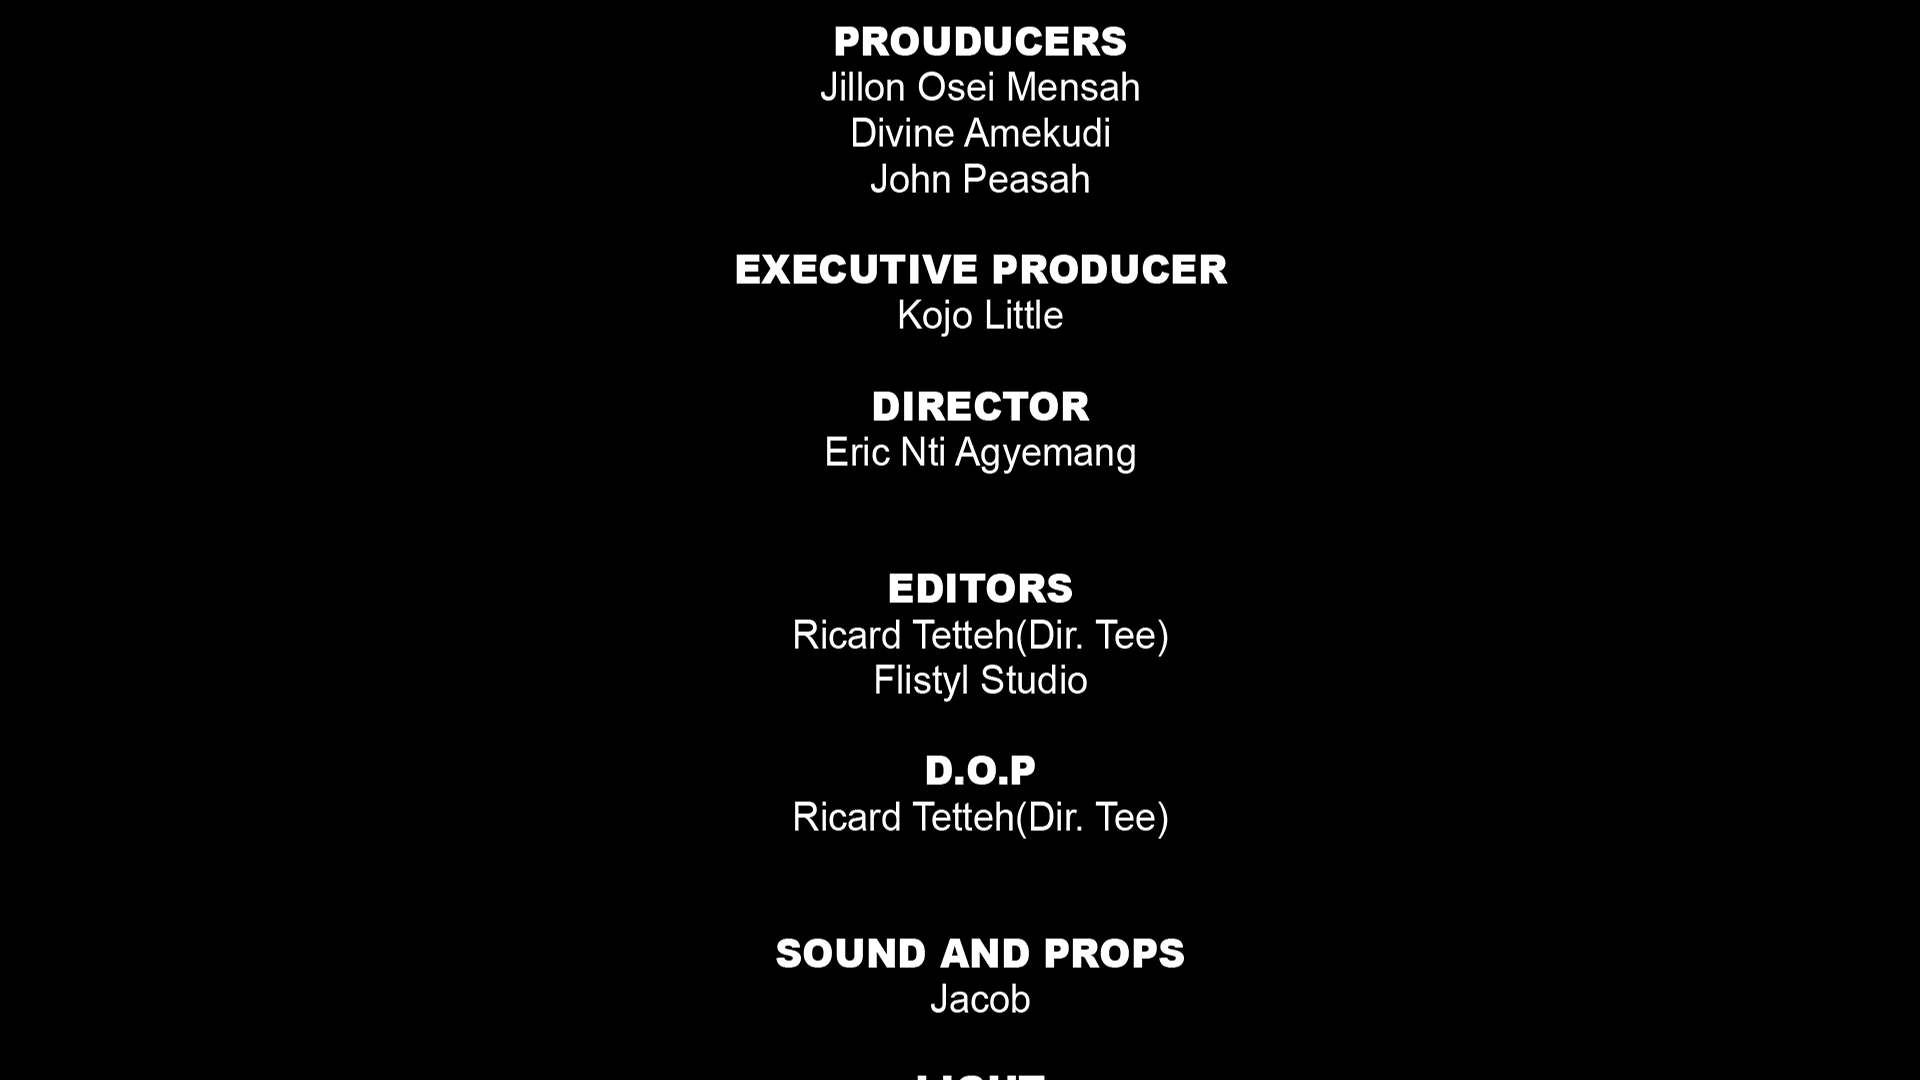 PROUDUCERS
Jillon Osei Mensah
Divine Amekudi
John Peasah
EXECUTIVE PRODUCER
Kojo Little
DIRECTOR
Eric Nti Agyemang
EDITORS
Ricard Tetteh(Dir. Tee)
Flistyl Studio
D.O.P
Ricard Tetteh(Dir. Tee)
SOUND AND PROPS
Jacob